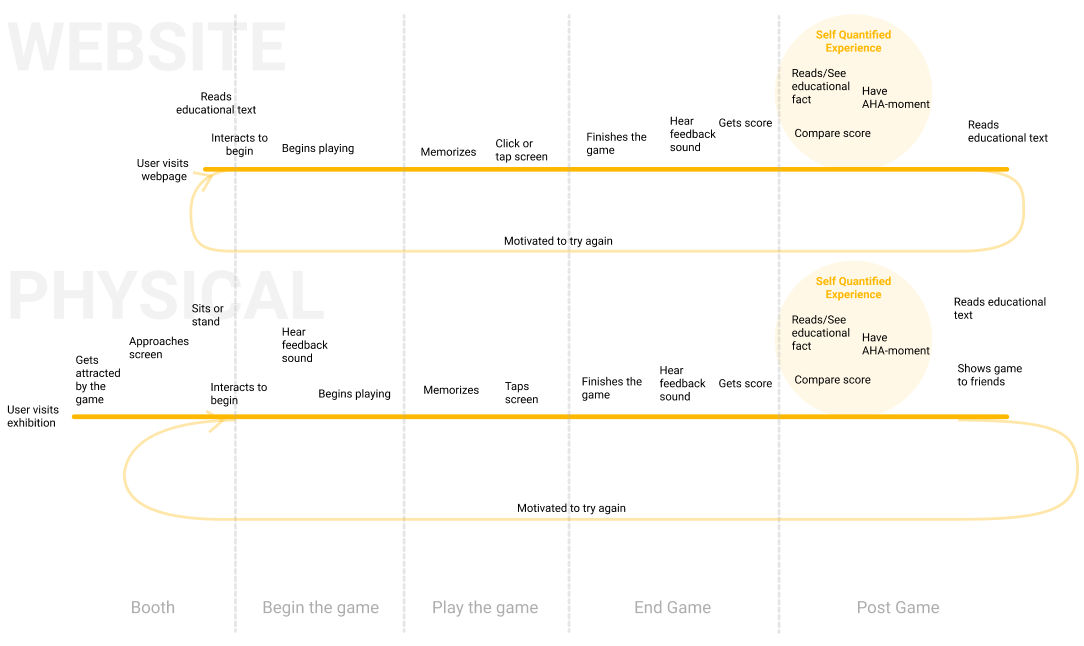 WEBSITE
Self Quantified
Experience
Reads/See
educational
fact
Have
AHA-moment
Compare score
Reads
educational text
Interacts to
begin
Begins playing
User visits
webpage
Memorizes
Click or
tap screen
Finishes the
game
Hear
feedback
sound
Gets score
Reads
educational text
Motivated to try again
PHYSICAL
Self Quantified
Experience
Reads/See
educational
fact
Have
AHA-moment
Compare score
Sits or
stand
Approaches
screen
Gets
attracted
by the
game
User visits
exhibition
Interacts to
begin
Hear
feedback
sound
Begins playing
Memorizes
Taps
screen
Finishes the
game
Hear
feedback
sound
Gets score
Reads educational
text
Shows game
to friends
Motivated to try again
Booth
Begin the game
Play the game
End Game
Post Game